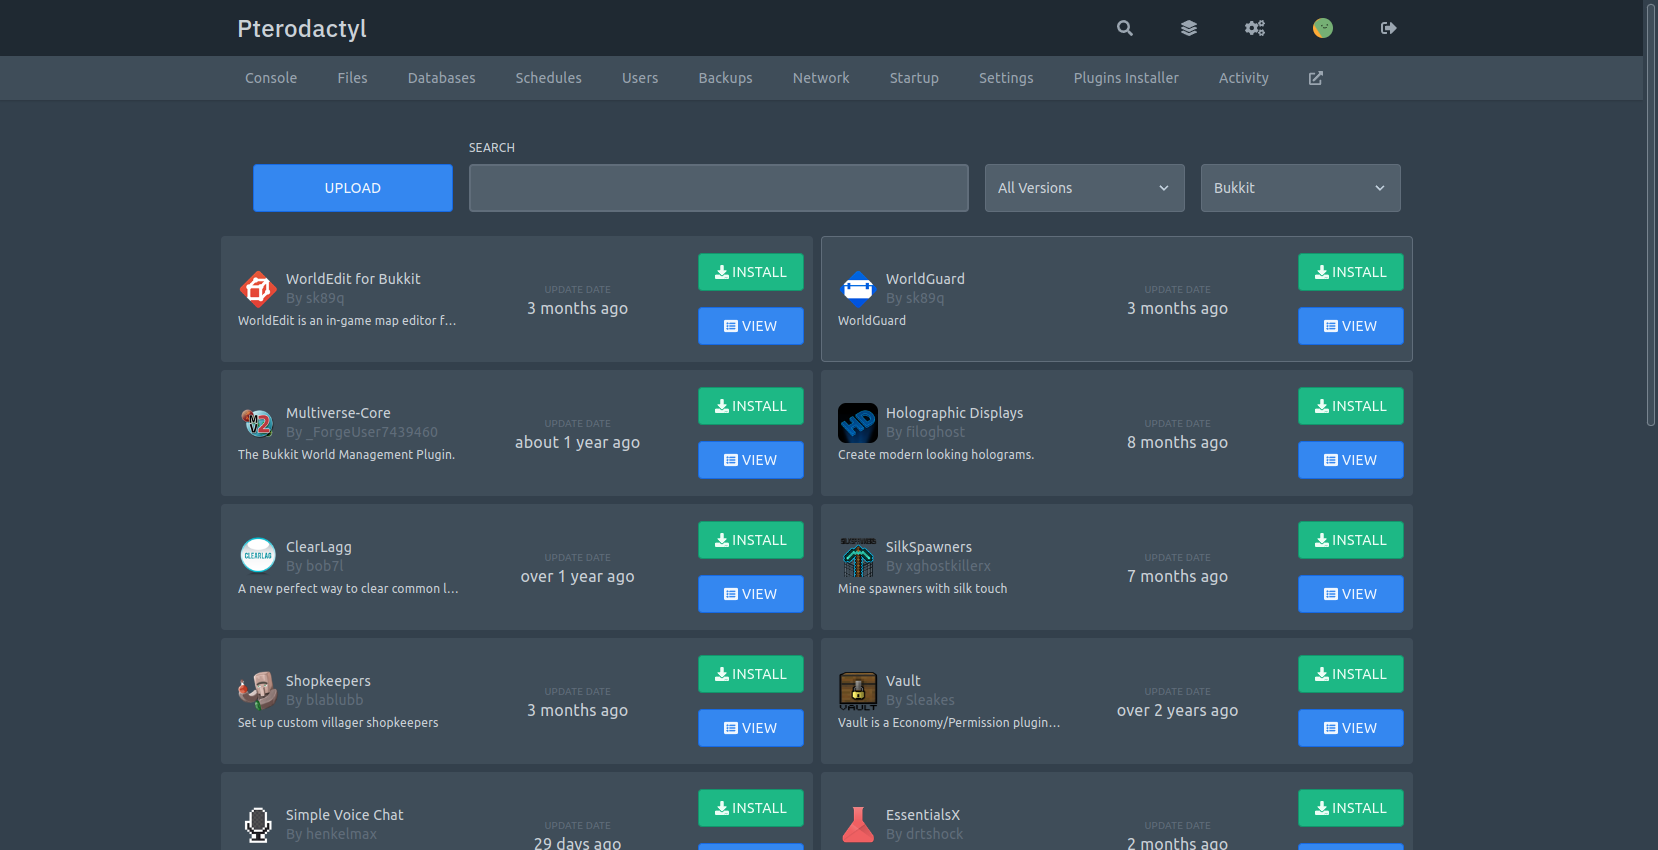 Pterodactyl
Console Files Databases Schedules Users Backups Network Startup Settings Plugins Installer Activity
SEARCH
UPLOAD All Versions Bukkit
WorldEdit for Bukkit
By sk89q
WorldEdit is an in-game map editor f...
UPDATE DATE
3 months ago
INSTALL
VIEW
WorldGuard
By sk89q
WorldGuard
UPDATE DATE
3 months ago
INSTALL
VIEW
MV2
Multiverse-Core
By _ForgeUser7439460
The Bukkit World Management Plugin.
UPDATE DATE
about 1 year ago
INSTALL
VIEW
HD
Holographic Displays
By filoghost
Create modern looking holograms.
UPDATE DATE
8 months ago
INSTALL
VIEW
CLEARLAG
ClearLagg
By bob7l
A new perfect way to clear common l...
UPDATE DATE
over 1 year ago
INSTALL
VIEW
SilkSpawners
By xghostkillerx
Mine spawners with silk touch
UPDATE DATE
7 months ago
INSTALL
VIEW
Shopkeepers
By blablubb
Set up custom villager shopkeepers
UPDATE DATE
3 months ago
INSTALL
VIEW
VAULT
Vault
By Sleakes
Vault is a Economy/Permission plugin...
UPDATE DATE
over 2 years ago
INSTALL
VIEW
Simple Voice Chat
By henkelmax
UPDATE DATE
29 days ago
INSTALL
EssentialsX
By drtshock
UPDATE DATE
2 months ago
INSTALL